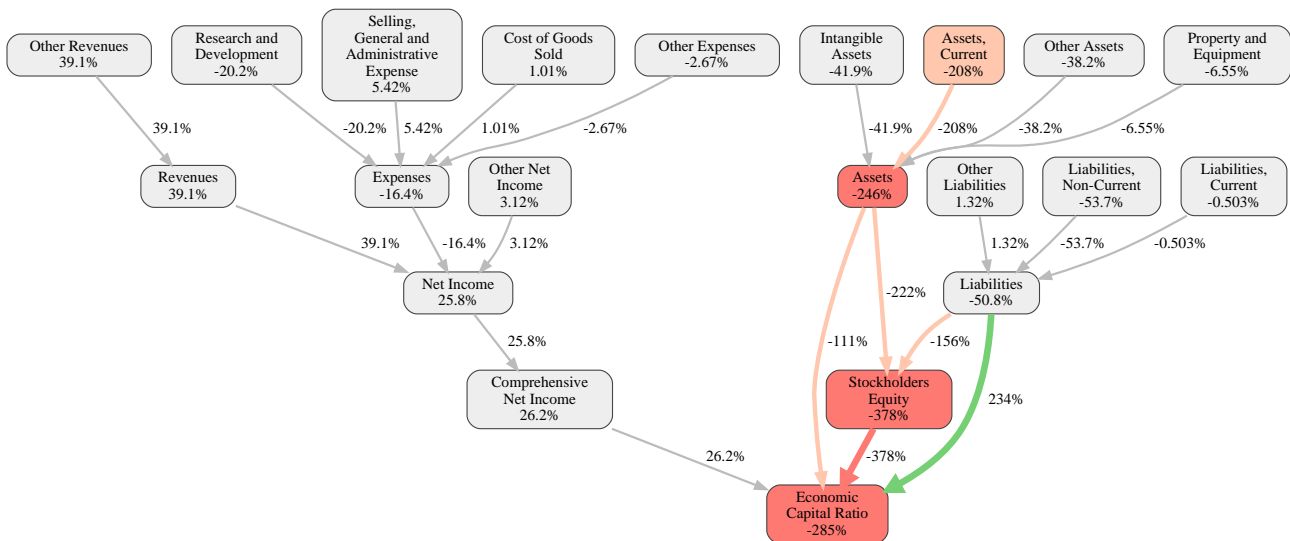 Other Revenues
39.1%
Research and
Development
-20.2%
Selling,
General and
Administrative
Expense
5.42%
Cost of Goods
Sold
1.01%
Other Expenses
-2.67%
Intangible
Assets
-41.9%
Assets,
Current
-208%
Other Assets
-38.2%
Property and
Equipment
-6.55%
39.1%
-20.2%
5.42%
1.01%
-2.67%
-41.9%
-208%
-38.2%
-6.55%
Revenues
39.1%
Expenses
-16.4%
Other Net
Income
3.12%
Assets
-246%
Other
Liabilities
1.32%
Liabilities,
Non-Current
-53.7%
Liabilities,
Current
-0.503%
39.1%
-16.4%
3.12%
1.32%
-53.7%
-0.503%
Net Income
25.8%
-222%
Liabilities
-50.8%
25.8%
-111%
-156%
Comprehensive
Net Income
26.2%
Stockholders
Equity
-378%
234%
26.2%
-378%
Economic
Capital Ratio
-285%